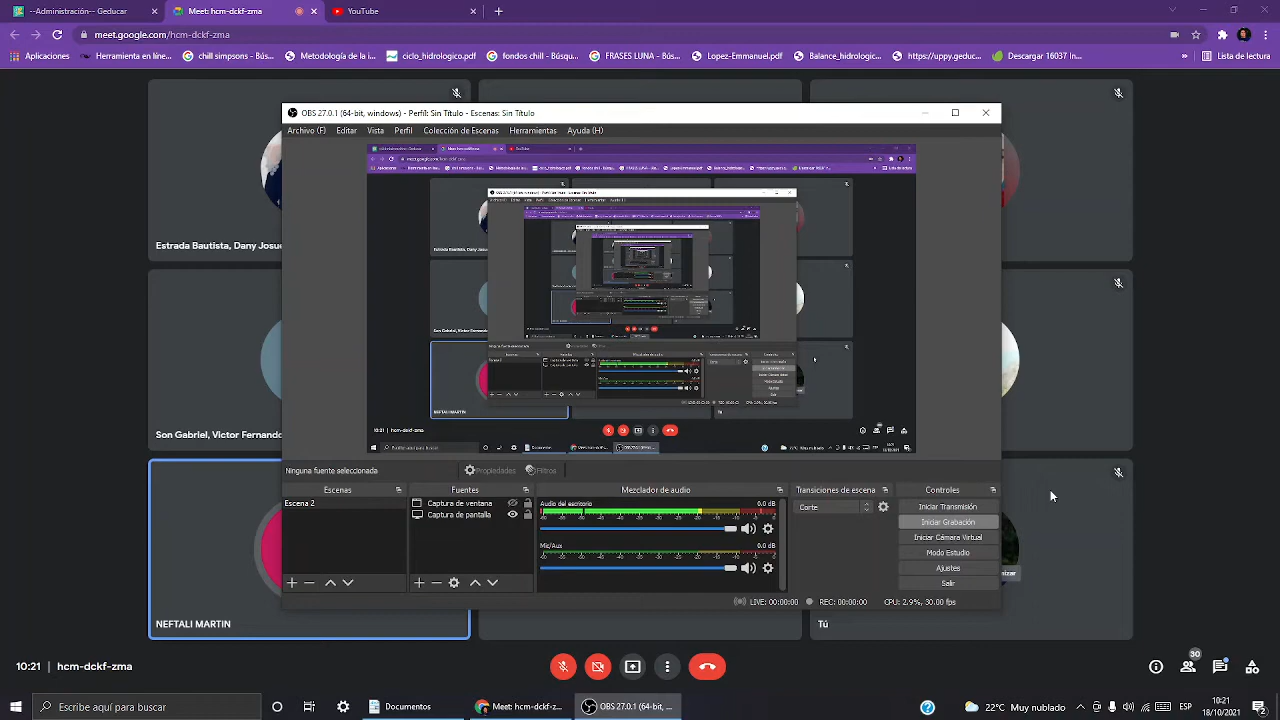 --Administración-- Geducar
Meet: hcm-dckf-zma
YouTube
meet.google.com/hcm-dckf-zma
Aplicaciones
chill simpsons - Bús...
Metodología de la i...
ciclo_hidrologico...
fondos chill - Búsq...
FRASES LUNA - Bú...
Lopez-Emmanuel...
Balance_hidrologic...
https://uppy.geduc...
Descargar 16037 In...
Lista de lectura
OBS 27.0.1 (64-bit, windows) - Perfil: Sin Título - Escenas: Sin Título
Archivo (F)
Editar
Vista
Perfil
Colección de Escenas
Herramientas
Ayuda (H)
Estrada Bautista, Dany Josue
Son Gabriel, Victor Fernando
NEFTALI MARTIN
Tú
Ninguna fuente seleccionada
Propiedades
Filtros
Escenas
Fuentes
Mezclador de audio
Transiciones de escena
Controles
Escena 2
Captura de ventana
Captura de pantalla
Audio del escritorio
0.0 dB
Mic/Aux
0.0 dB
Corte
Iniciar Transmisión
Iniciar Grabación
Iniciar Cámara Virtual
Modo Estudio
Ajustes
Salir
LIVE: 00:00:00
REC: 00:00:00
CPU: 2.9%, 30.00 fps
NEFTALI MARTIN
Tú
10:21
hcm-dckf-zma
30
Escribe aquí para buscar
Documentos
Meet: hcm-dckf-zm...
OBS 27.0.1 (64-bit, ...
22°C Muy nublado
ESP
10:21
18/10/2021